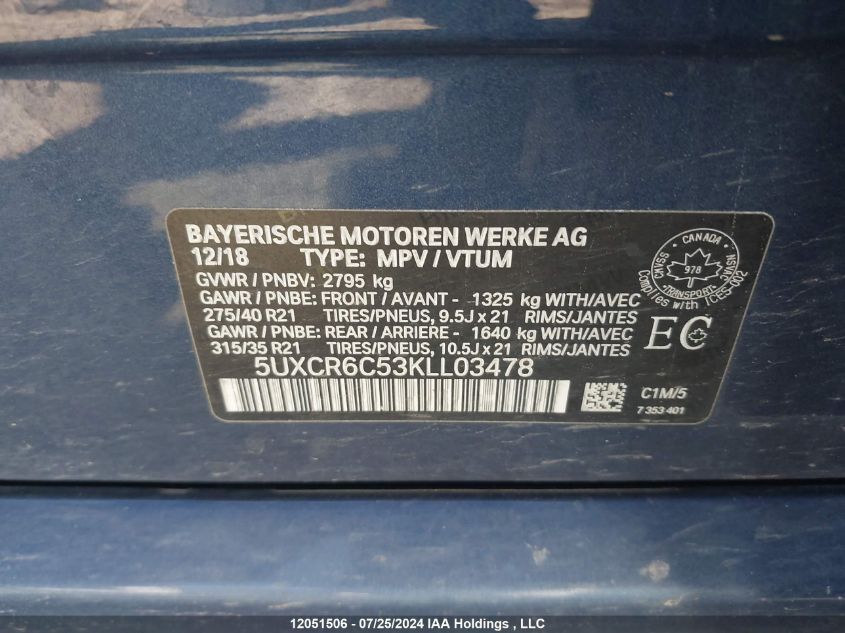 BAYERISCHE MOTOREN WERKE AG
12/18 TYPE: MPV / VTUM
GVWR / PNBV: 2795 kg
GAWR / PNBE: FRONT / AVANT - 1325 kg WITH/AVEC
275/40 R21 TIRES/PNEUS, 9.5J x 21 RIMS/JANTES
GAWR / PNBE: REAR / ARRIERE - 1640 kg WITH/AVEC
315/35 R21 TIRES/PNEUS, 10.5J x 21 RIMS/JANTES
5UXCR6C53KLL03478
CANADA
CMVSS NSVAC
978
TRANSPORT
Complies with ICES-002
EC
C1M/5
7 353 401
12051506 - 07/25/2024 IAA Holdings , LLC